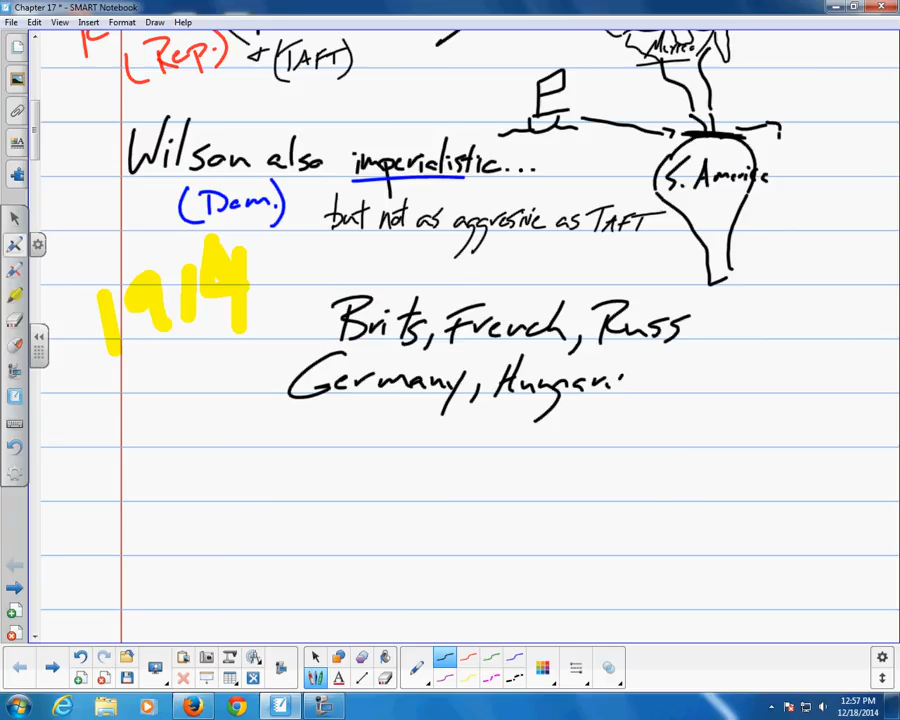 Chapter 17 * - SMART Notebook
File Edit View Insert Format Draw Help
(Rep.)
+ (TAFT)
Mexico
Wilson also imperialistic...
S. America
(Dem.)
but not as aggresive as TAFT
1914
Brits, French, Russ
Germany, Hungari
12:57 PM
12/18/2014